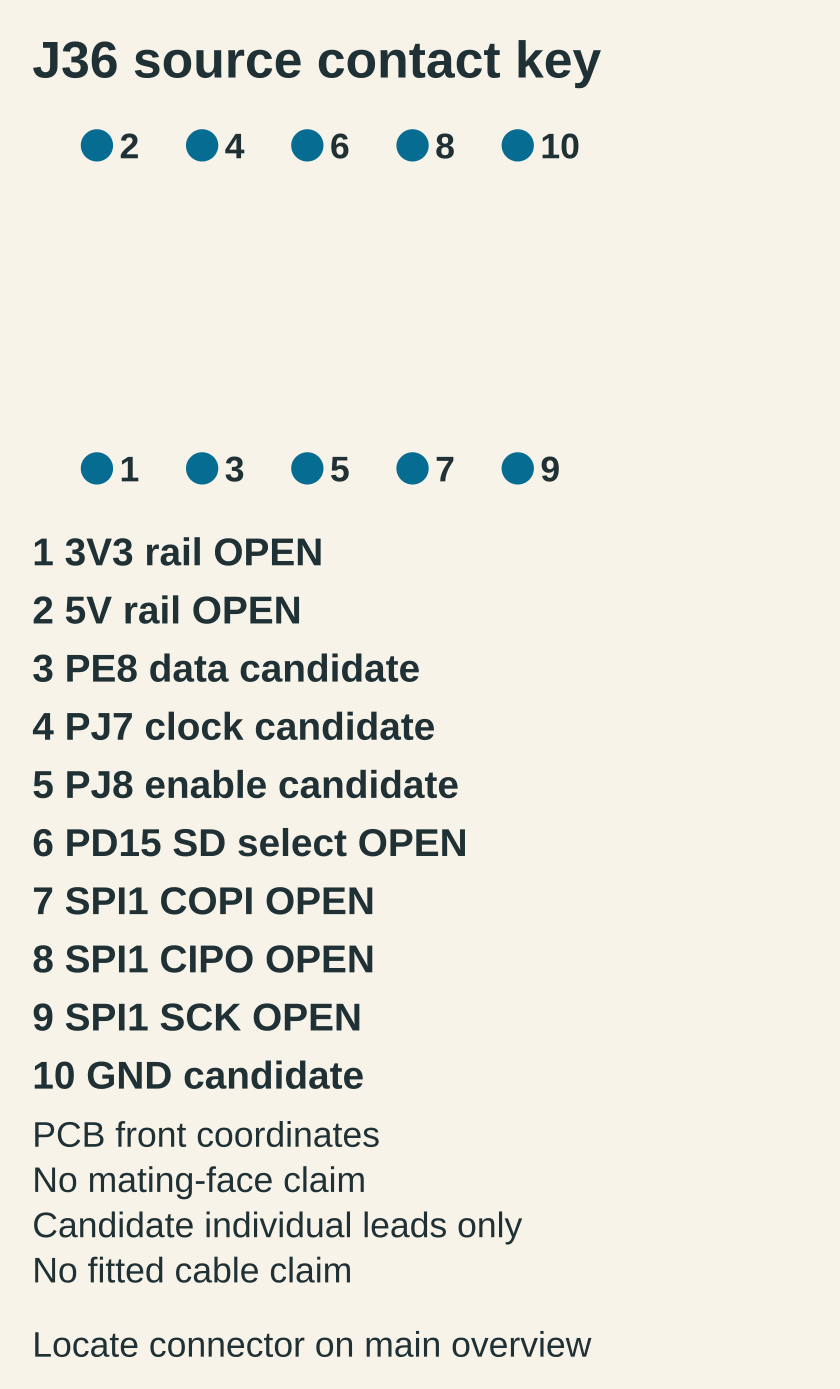 J36 source contact key
2 4 6 8 10
1 3 5 7 9
1 3V3 rail OPEN
2 5V rail OPEN
3 PE8 data candidate
4 PJ7 clock candidate
5 PJ8 enable candidate
6 PD15 SD select OPEN
7 SPI1 COPI OPEN
8 SPI1 CIPO OPEN
9 SPI1 SCK OPEN
10 GND candidate
PCB front coordinates
No mating-face claim
Candidate individual leads only
No fitted cable claim
Locate connector on main overview